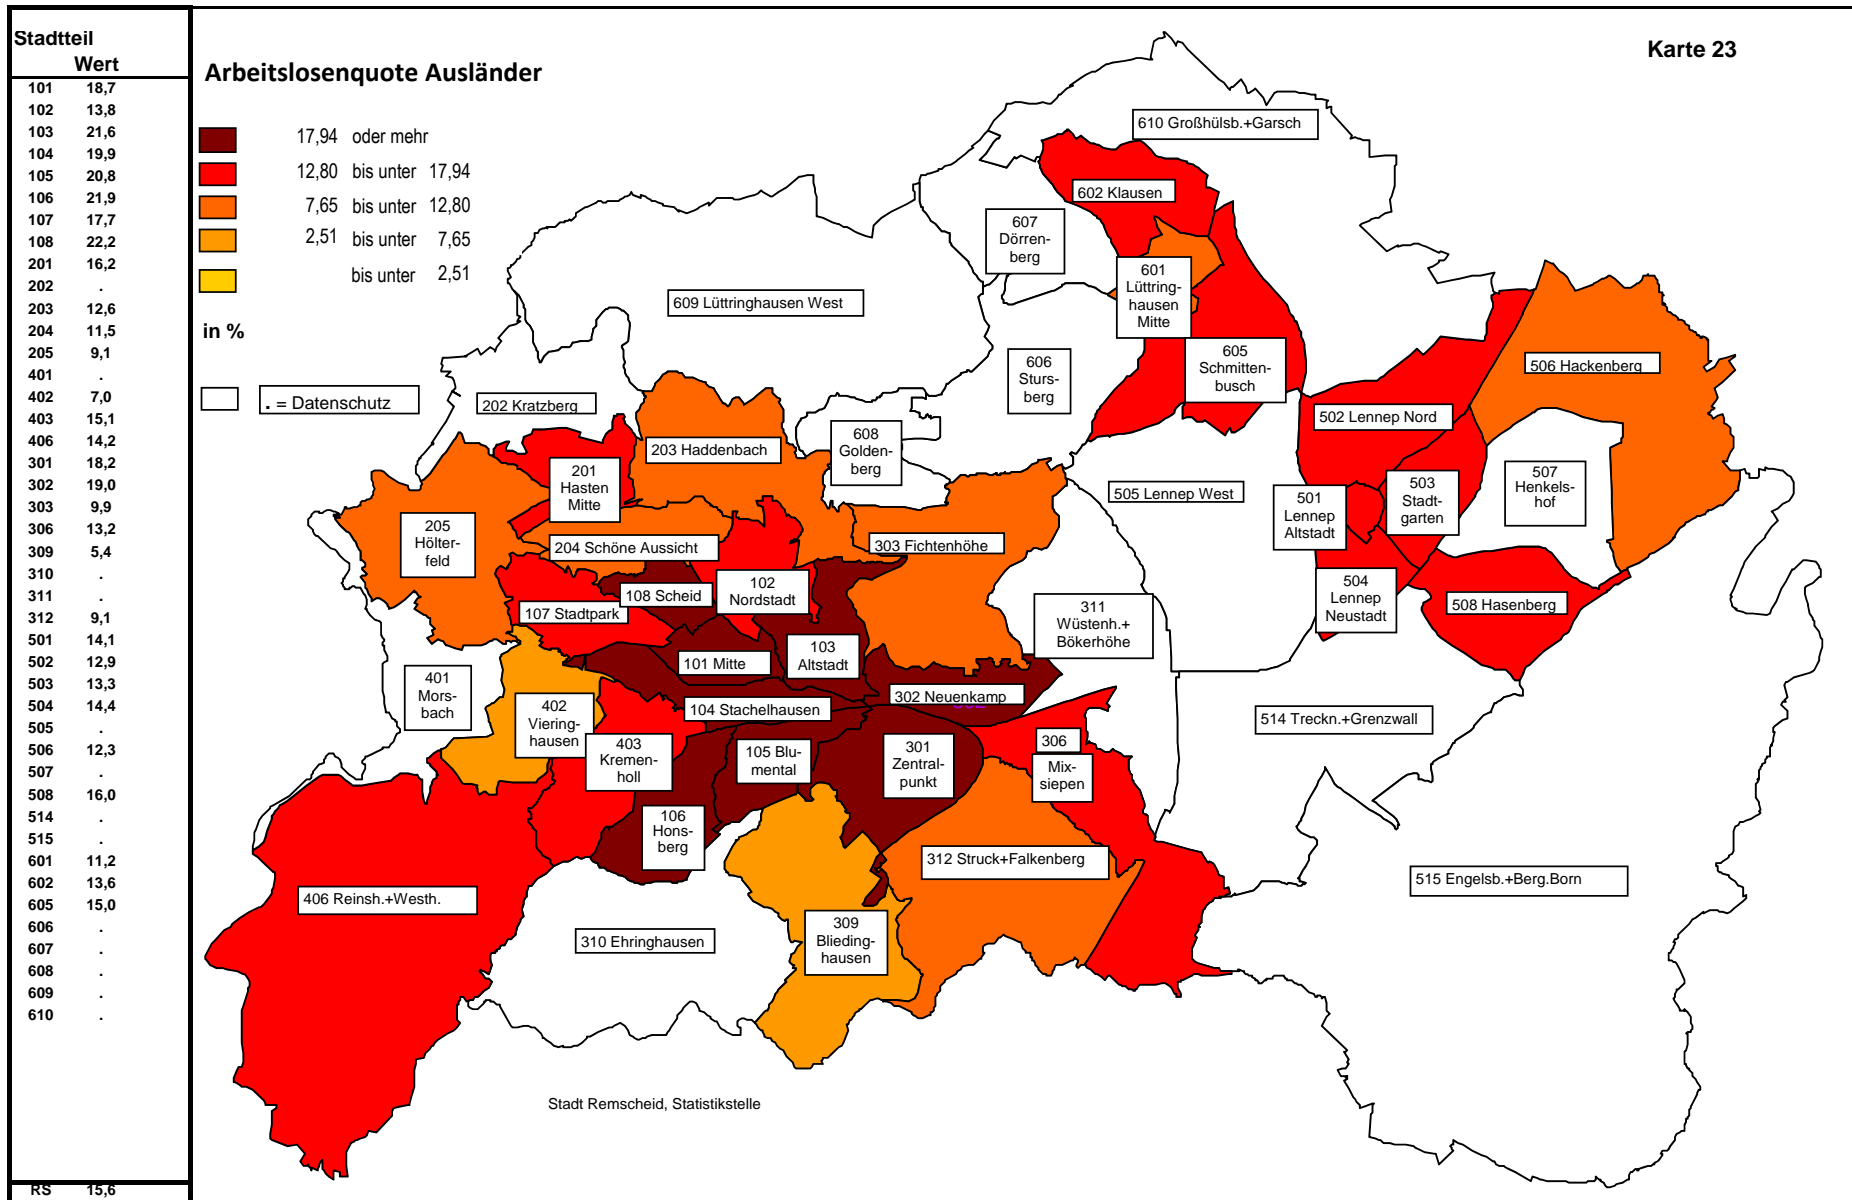 Stadtteil
Wert
101 18,7
102 13,8
103 21,6
104 19,9
105 20,8
106 21,9
107 17,7
108 22,2
201 16,2
202 .
203 12,6
204 11,5
205 9,1
401 .
402 7,0
403 15,1
406 14,2
301 18,2
302 19,0
303 9,9
306 13,2
309 5,4
310 .
311 .
312 9,1
501 14,1
502 12,9
503 13,3
504 14,4
505 .
506 12,3
507 .
508 16,0
514 .
515 .
601 11,2
602 13,6
605 15,0
606 .
607 .
608 .
609 .
610 .
RS 15,6
Arbeitslosenquote Ausländer
Karte 23
17,94 oder mehr
12,80 bis unter 17,94
7,65 bis unter 12,80
2,51 bis unter 7,65
bis unter 2,51
in %
. = Datenschutz
610 Großhülsb.+Garsch
602 Klausen
607
Dörren-
berg
601
Lüttring-
hausen
Mitte
609 Lüttringhausen West
606
Sturs-
berg
605
Schmitten-
busch
506 Hackenberg
202 Kratzberg
502 Lennep Nord
203 Haddenbach
608
Golden-
berg
201
Hasten
Mitte
505 Lennep West
501
Lennep
Altstadt
503
Stadt-
garten
507
Henkels-
hof
205
Hölter-
feld
204 Schöne Aussicht
303 Fichtenhöhe
102
Nordstadt
108 Scheid
107 Stadtpark
504
Lennep
Neustadt
508 Hasenberg
311
Wüstenh.+
Bökerhöhe
103
Altstadt
101 Mitte
401
Mors-
bach
402
Viering-
hausen
302 Neuenkamp
302
104 Stachelhausen
514 Treckn.+Grenzwall
403
Kremen-
holl
105 Blu-
mental
301
Zentral-
punkt
306
Mix-
siepen
106
Hons-
berg
312 Struck+Falkenberg
515 Engelsb.+Berg.Born
406 Reinsh.+Westh.
310 Ehringhausen
309
Blieding-
hausen
Stadt Remscheid, Statistikstelle